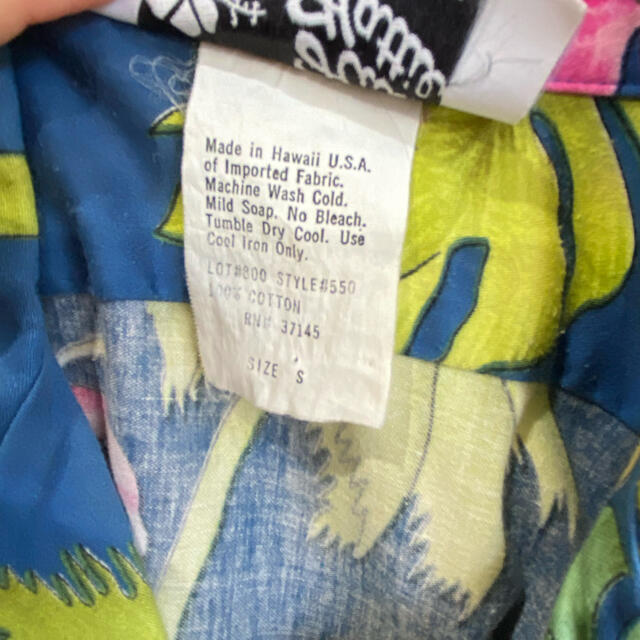 Made in Hawaii U.S.A.
of Imported Fabric.
Machine Wash Cold.
Mild Soap. No Bleach.
Tumble Dry Cool. Use
Cool Iron Only.
LOT#800 STYLE#550
100% COTTON
RN# 37145
SIZE S